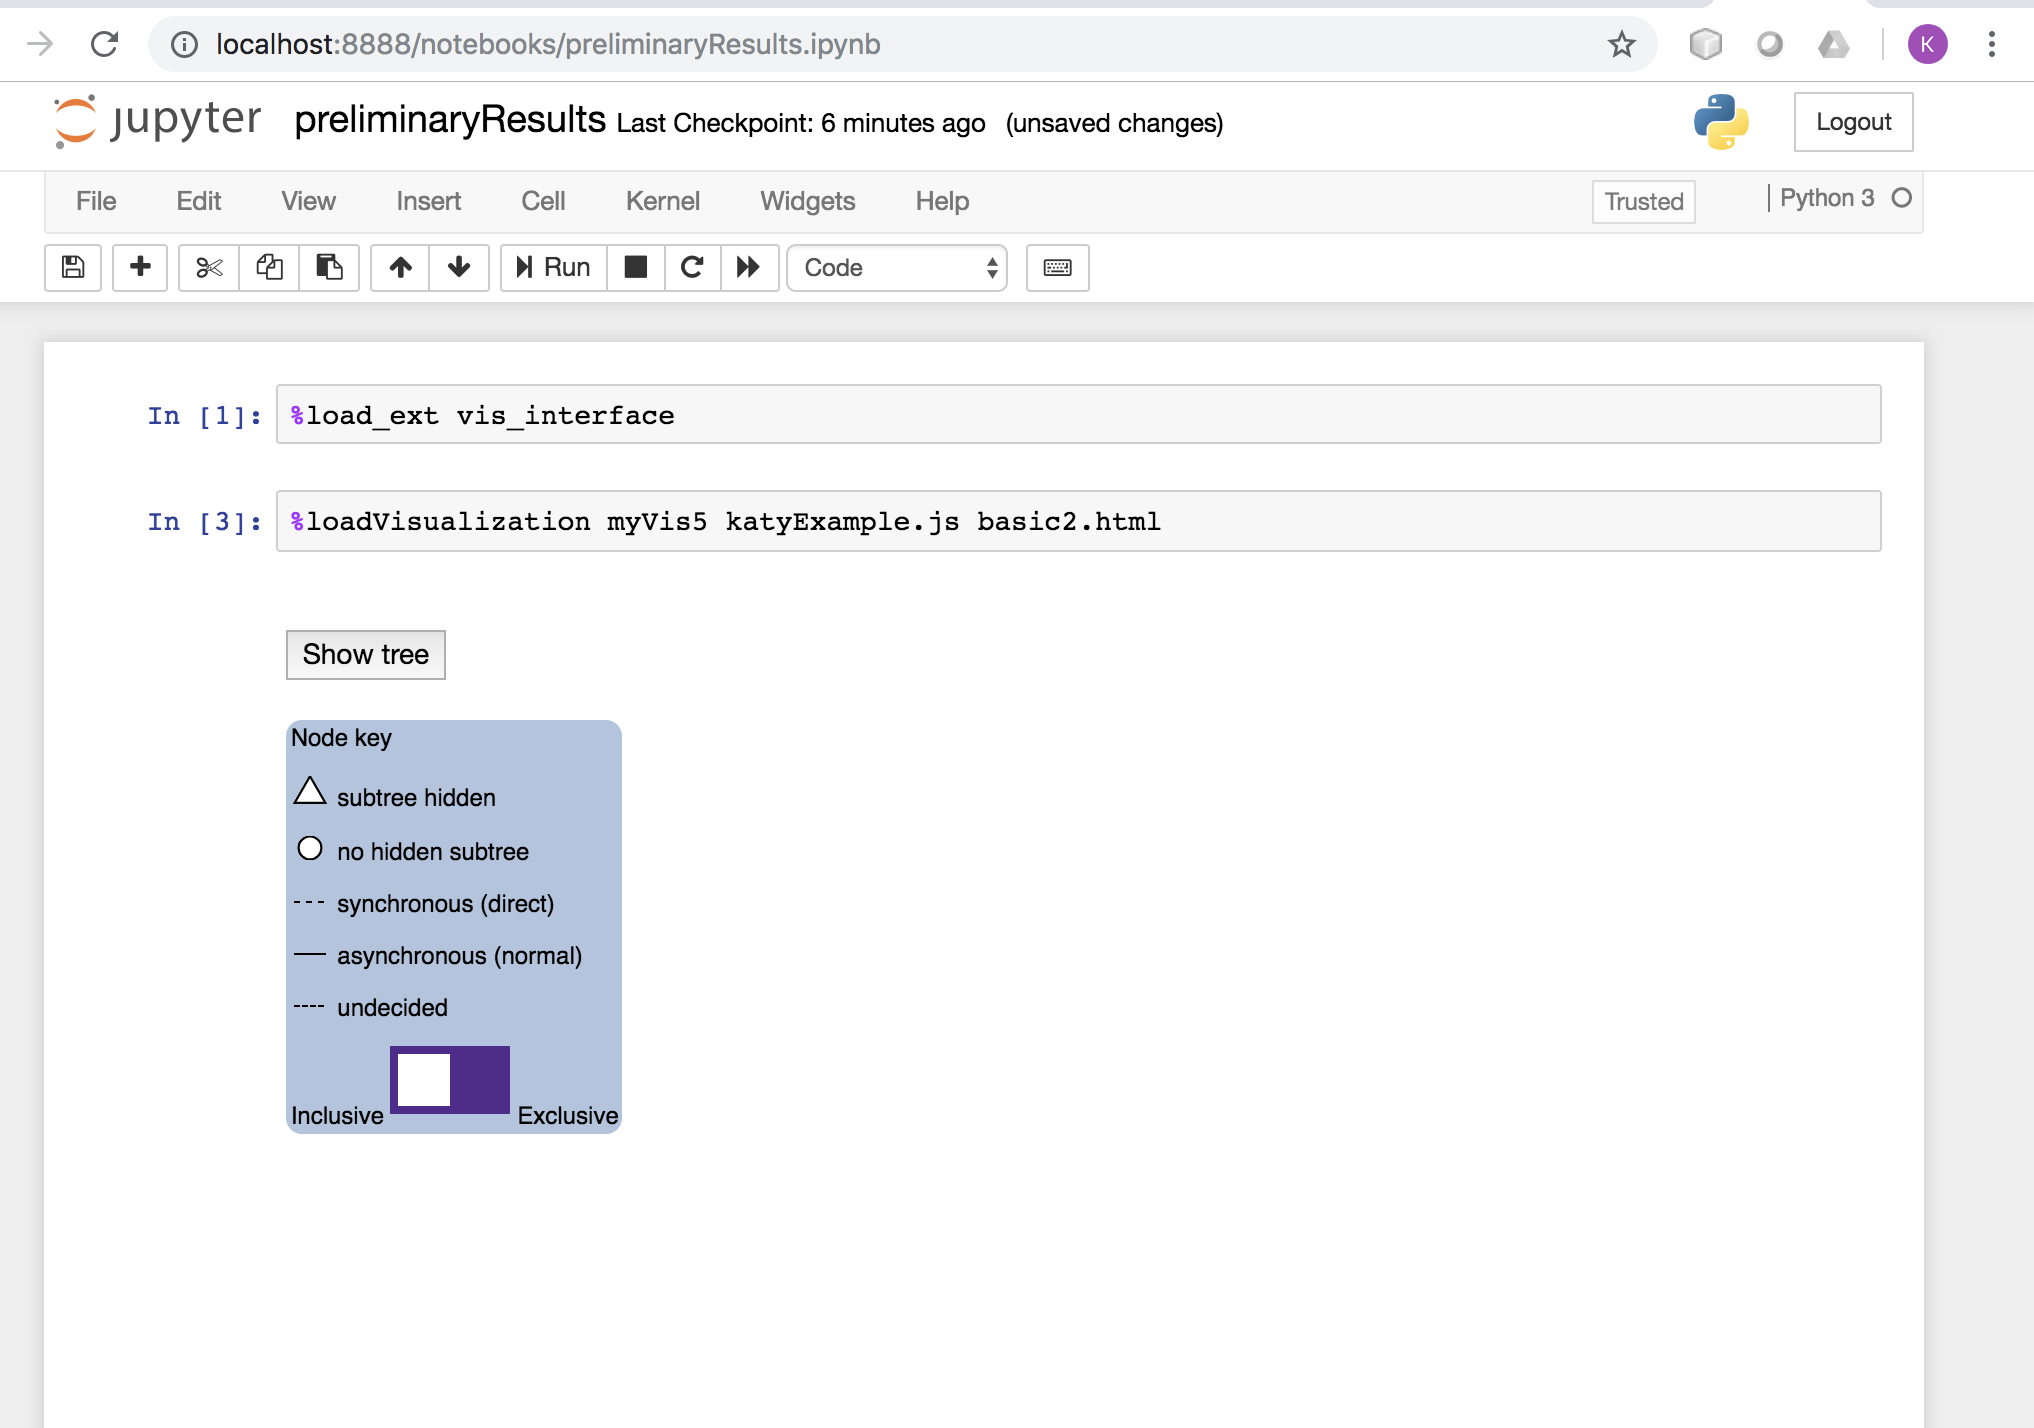 localhost:8888/notebooks/preliminaryResults.ipynb
K
jupyter preliminaryResults Last Checkpoint: 6 minutes ago (unsaved changes)
Logout
File Edit View Insert Cell Kernel Widgets Help Trusted Python 3
Run Code
In [1]: %load_ext vis_interface
In [3]: %loadVisualization myVis5 katyExample.js basic2.html
Show tree
Node key
subtree hidden
no hidden subtree
synchronous (direct)
asynchronous (normal)
undecided
Inclusive Exclusive